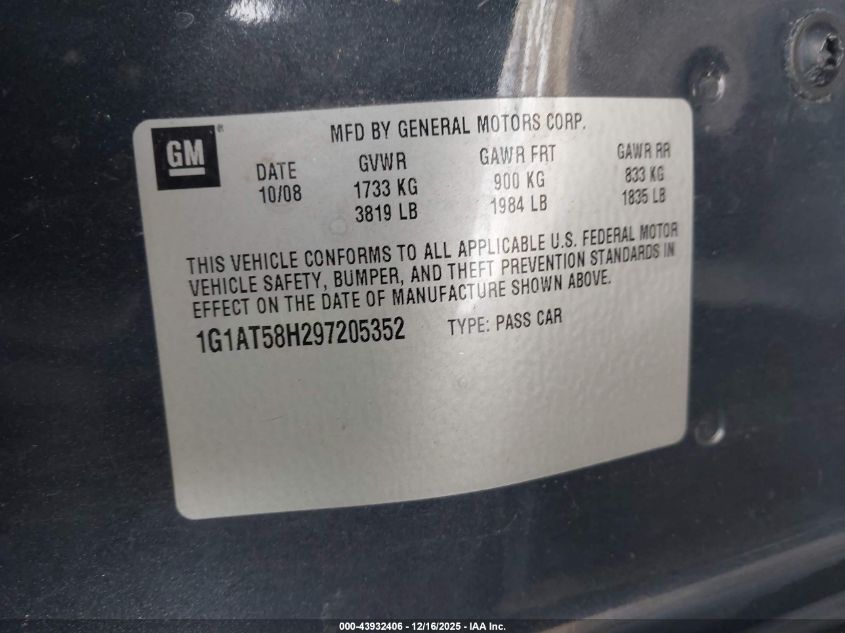 GM
MFD BY GENERAL MOTORS CORP.
DATE GVWR GAWR FRT GAWR RR
10/08 1733 KG 900 KG 833 KG
3819 LB 1984 LB 1835 LB
THIS VEHICLE CONFORMS TO ALL APPLICABLE U.S. FEDERAL MOTOR
VEHICLE SAFETY, BUMPER, AND THEFT PREVENTION STANDARDS IN
EFFECT ON THE DATE OF MANUFACTURE SHOWN ABOVE.
1G1AT58H297205352 TYPE: PASS CAR
000-43932406 - 12/16/2025 - IAA Inc.